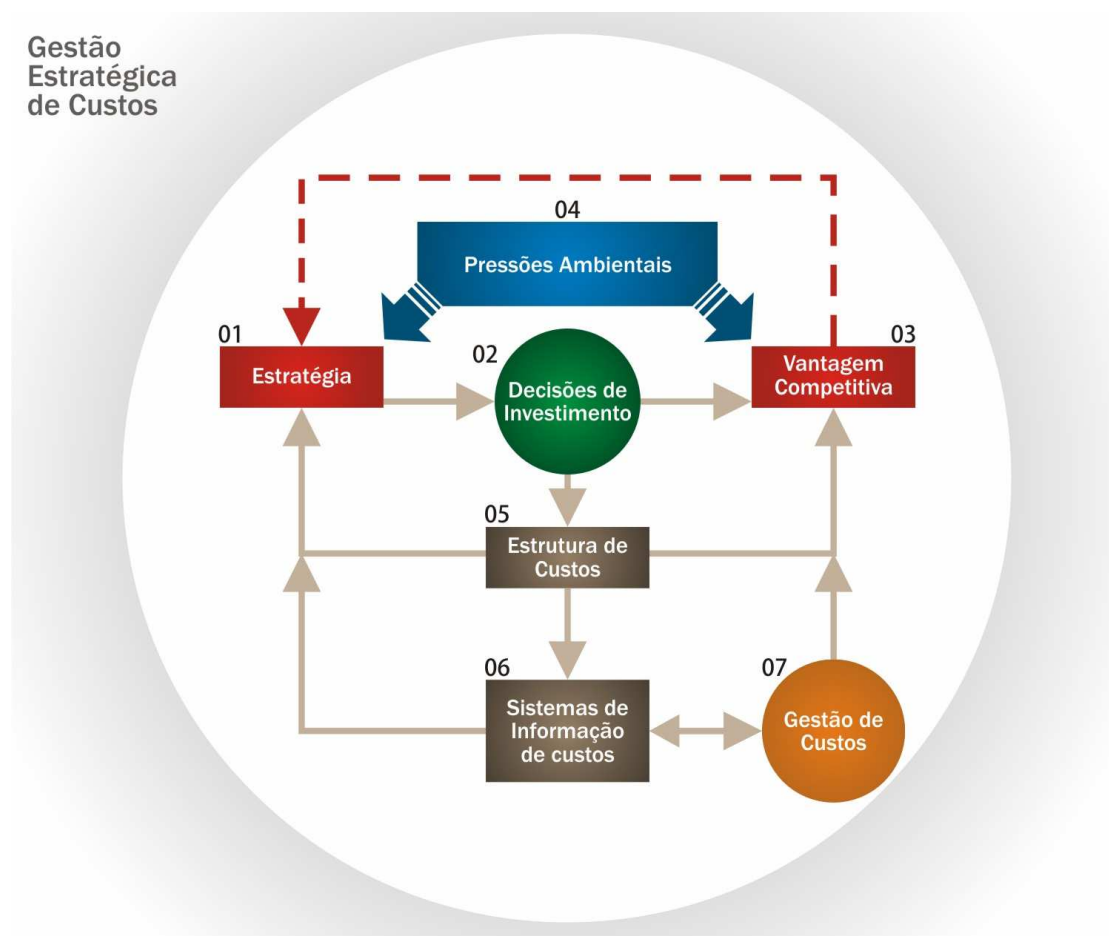 Gestão
Estratégica
de Custos
04
Pressões Ambientais
01
Estratégia
02
Decisões de
Investimento
03
Vantagem
Competitiva
05
Estrutura de
Custos
06
Sistemas de
Informação
de custos
07
Gestão de
Custos